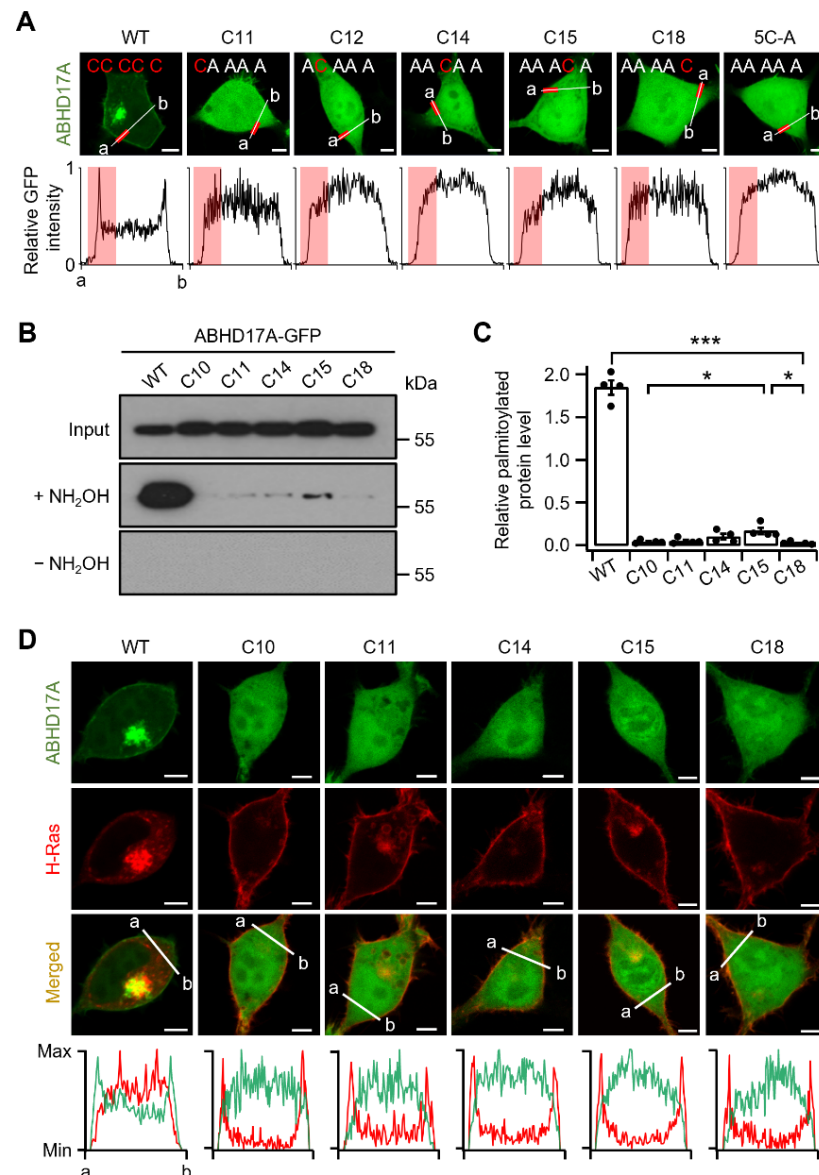 A
WT C11 C12 C14 C15 C18 5C-A
ABHD17A
CC CC C CA AA A AC AA A AA CA A AA AC A AA AA C AA AA A
a b a b a b a b a b a b a b
Relative GFP intensity
1
0
a b
B
ABHD17A-GFP
WT C10 C11 C14 C15 C18 kDa
Input 55
+ NH₂OH 55
− NH₂OH 55
C
***
* *
Relative palmitoylated protein level
2.0
1.5
1.0
0.5
0.0
WT C10 C11 C14 C15 C18
D
WT C10 C11 C14 C15 C18
ABHD17A
H-Ras
Merged
a b a b a b a b a b a b
Max
Min
a b